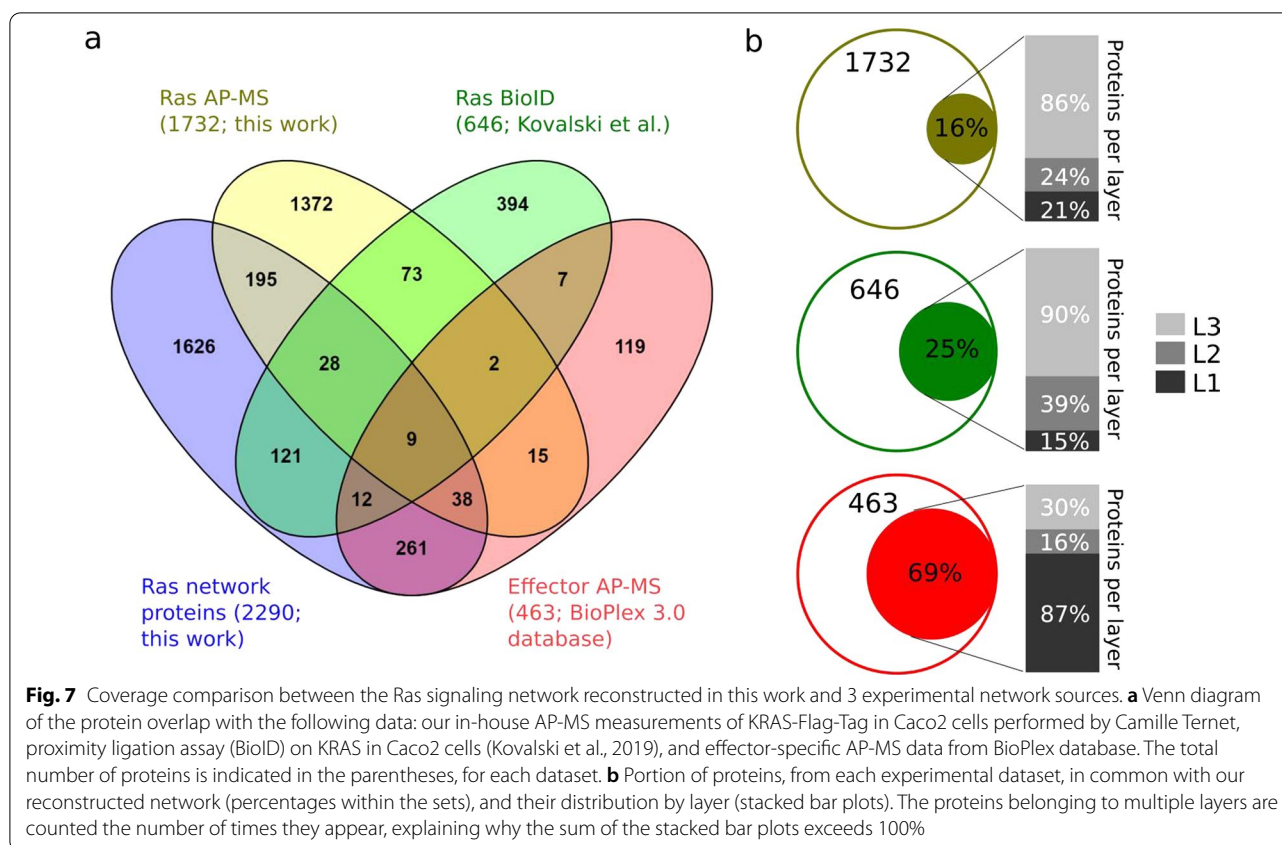 a
Ras AP-MS
(1732; this work)
Ras BioID
(646; Kovalski et al.)
1372
394
195
73
7
1626
28
2
119
121
9
15
12
38
261
Ras network
proteins (2290;
this work)
Effector AP-MS
(463; BioPlex 3.0
database)
b
1732
16%
86%
24%
21%
Proteins per layer
646
25%
90%
39%
15%
Proteins per layer
463
69%
30%
16%
87%
Proteins per layer
L3
L2
L1
Fig. 7 Coverage comparison between the Ras signaling network reconstructed in this work and 3 experimental network sources. a Venn diagram
of the protein overlap with the following data: our in-house AP-MS measurements of KRAS-Flag-Tag in Caco2 cells performed by Camille Ternet,
proximity ligation assay (BioID) on KRAS in Caco2 cells (Kovalski et al., 2019), and effector-specific AP-MS data from BioPlex database. The total
number of proteins is indicated in the parentheses, for each dataset. b Portion of proteins, from each experimental dataset, in common with our
reconstructed network (percentages within the sets), and their distribution by layer (stacked bar plots). The proteins belonging to multiple layers are
counted the number of times they appear, explaining why the sum of the stacked bar plots exceeds 100%